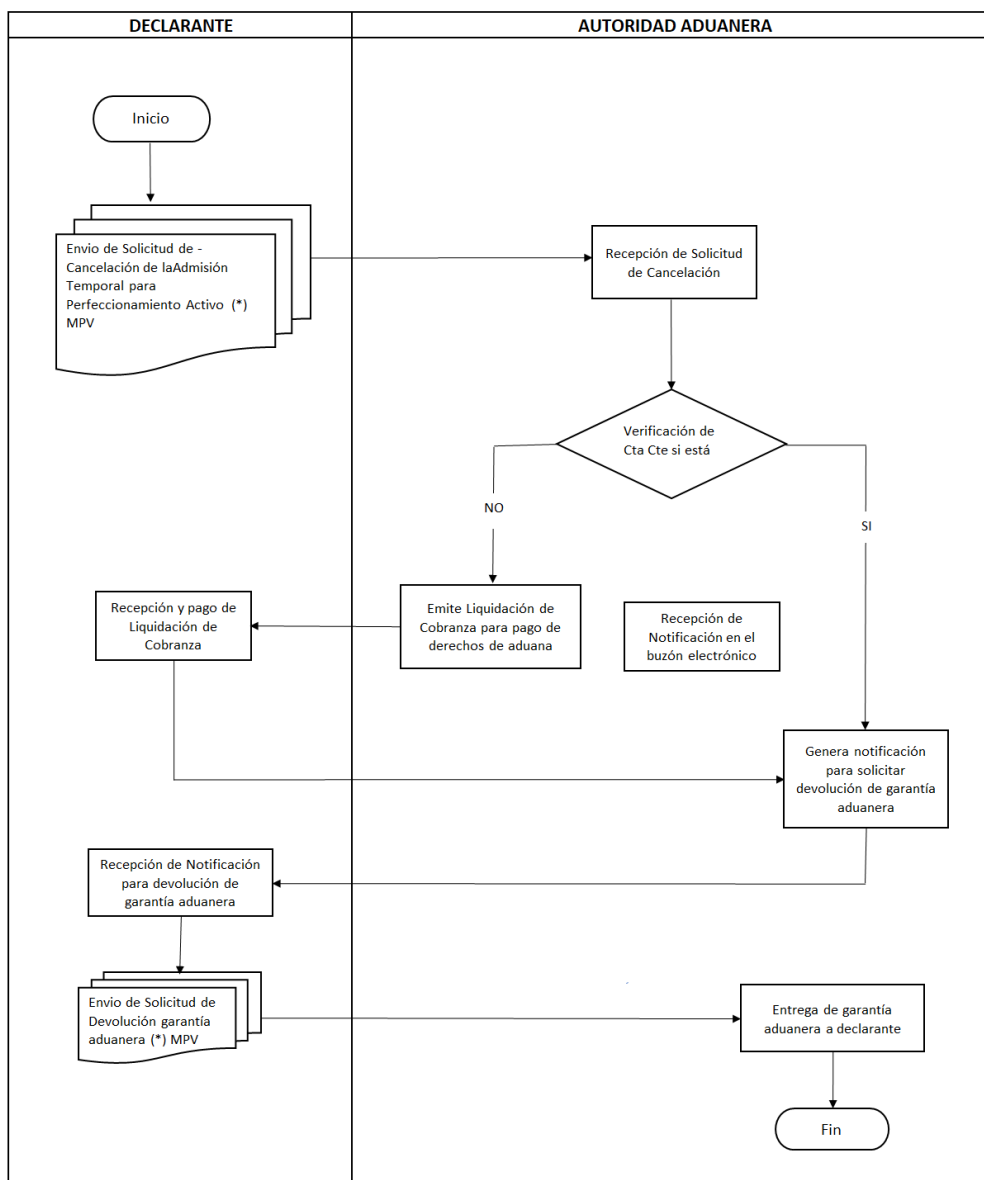 DECLARANTE
AUTORIDAD ADUANERA
Inicio
Envio de Solicitud de -
Cancelación de laAdmisión
Temporal para
Perfeccionamiento Activo (*)
MPV
Recepción de Solicitud
de Cancelación
Verificación de
Cta Cte si está
NO
SI
Recepción y pago de
Liquidación de
Cobranza
Emite Liquidación de
Cobranza para pago de
derechos de aduana
Recepción de
Notificación en el
buzón electrónico
Genera notificación
para solicitar
devolución de garantía
aduanera
Recepción de Notificación
para devolución de
garantía aduanera
Envio de Solicitud de
Devolución garantía
aduanera (*) MPV
Entrega de garantía
aduanera a declarante
Fin